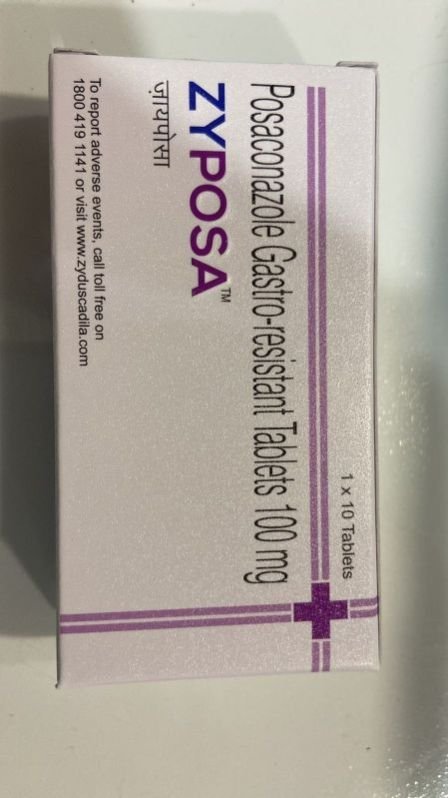 1 x 10 Tablets
Posaconazole Gastro-resistant Tablets 100 mg
ZYPOSA™
ज़ायपोसा
To report adverse events, call toll free on
1800 419 1141 or visit www.zyduscadila.com